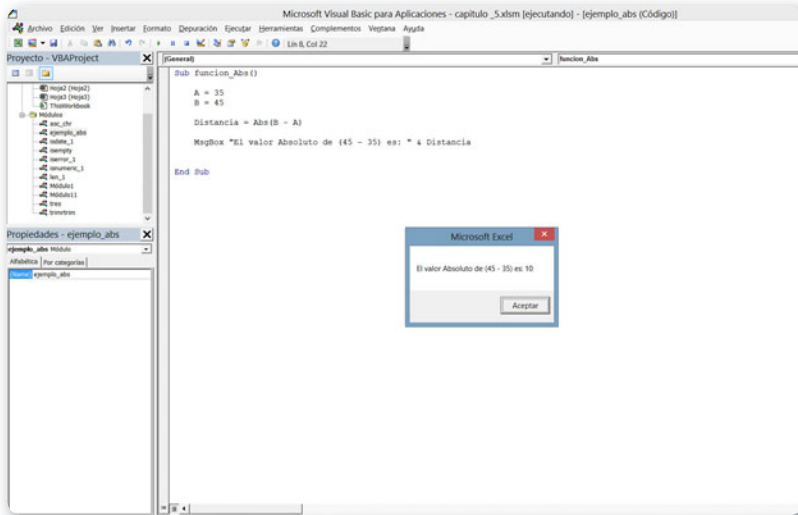 Microsoft Visual Basic para Aplicaciones - capitulo _5.xlsm [ejecutando] - [ejemplo_abs (Código)]
Archivo Edición Ver Insertar Formato Depuración Ejecutar Herramientas Complementos Ventana Ayuda
Lín 8, Col 22
Proyecto - VBAProject
(General)
funcion_Abs
Hoja2 (Hoja2)
Hoja3 (Hoja3)
ThisWorkbook
Módulos
asc_chr
ejemplo_abs
isdate_1
isempty
iserror_1
isnumeric_1
len_1
Módulo1
Módulo11
tres
trimrtrim
Propiedades - ejemplo_abs
ejemplo_abs Módulo
Alfabética Por categorías
(Name) ejemplo_abs
Sub funcion_Abs()
A = 35
B = 45
Distancia = Abs(B - A)
MsgBox "El valor Absoluto de (45 - 35) es: " & Distancia
End Sub
Microsoft Excel
El valor Absoluto de (45 - 35) es: 10
Aceptar